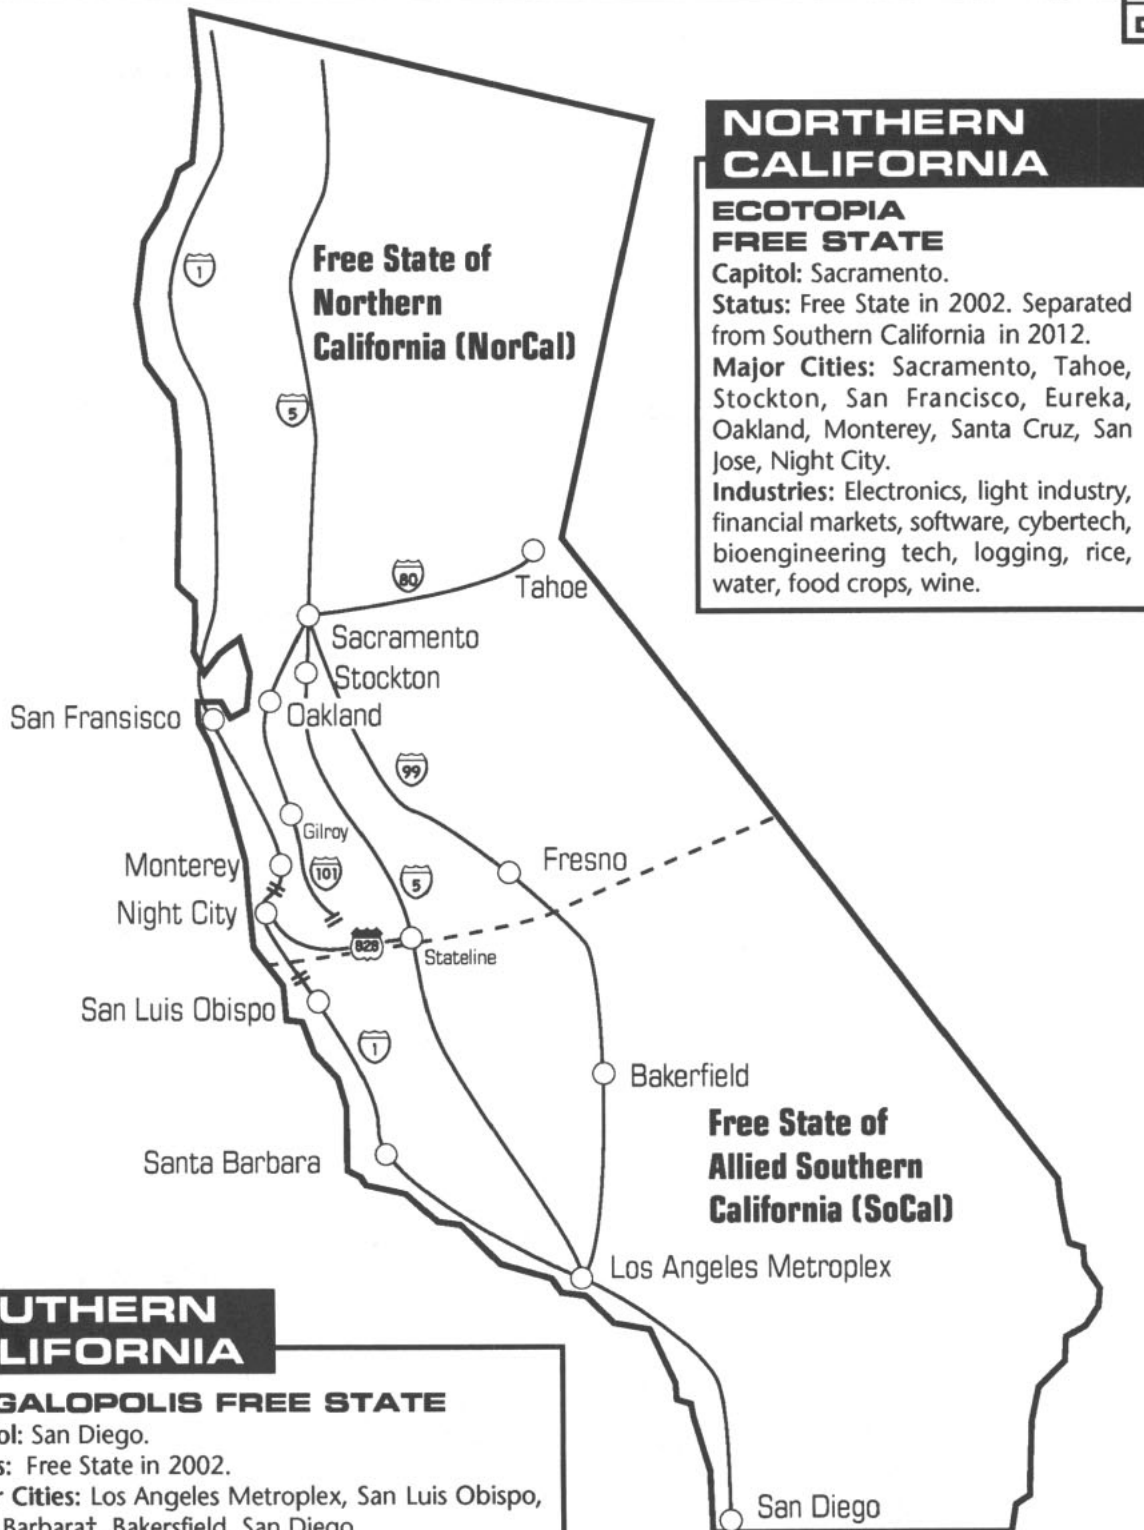 NORTHERN
CALIFORNIA
ECOTOPIA
FREE STATE
Capitol: Sacramento.
Status: Free State in 2002. Separated
from Southern California in 2012.
Major Cities: Sacramento, Tahoe,
Stockton, San Francisco, Eureka,
Oakland, Monterey, Santa Cruz, San
Jose, Night City.
Industries: Electronics, light industry,
financial markets, software, cybertech,
bioengineering tech, logging, rice,
water, food crops, wine.
Free State of
Northern
California (NorCal)
1
5
80
Tahoe
Sacramento
Stockton
Oakland
San Fransisco
99
Gilroy
Monterey
101
5
Fresno
Night City
828
Stateline
San Luis Obispo
1
Bakerfield
Free State of
Allied Southern
California (SoCal)
Santa Barbara
Los Angeles Metroplex
San Diego
UTHERN
LIFORNIA
GALOPOLIS FREE STATE
ol: San Diego.
s: Free State in 2002.
r Cities: Los Angeles Metroplex, San Luis Obispo,
Barbara†, Bakersfield, San Diego